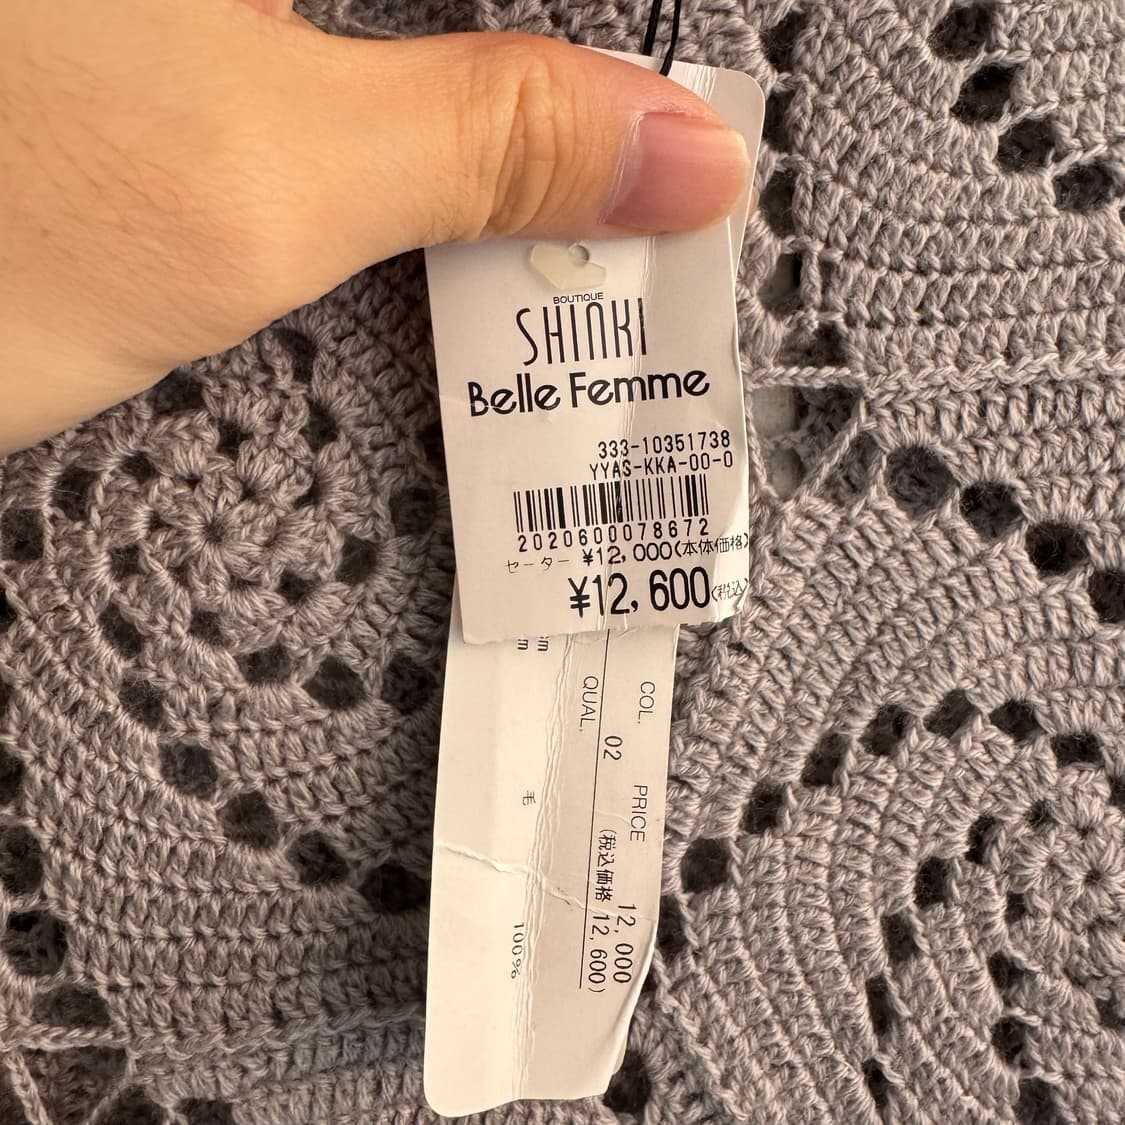 BOUTIQUE
SHINKI
Belle Femme
333-10351738
YYAS-KKA-00-0
2020600078672
セーター ¥12,000(本体価格)
¥12,600(税込)
COL. 02 PRICE 12,000
(税込価格 12,600)
QUAL.
毛 100%